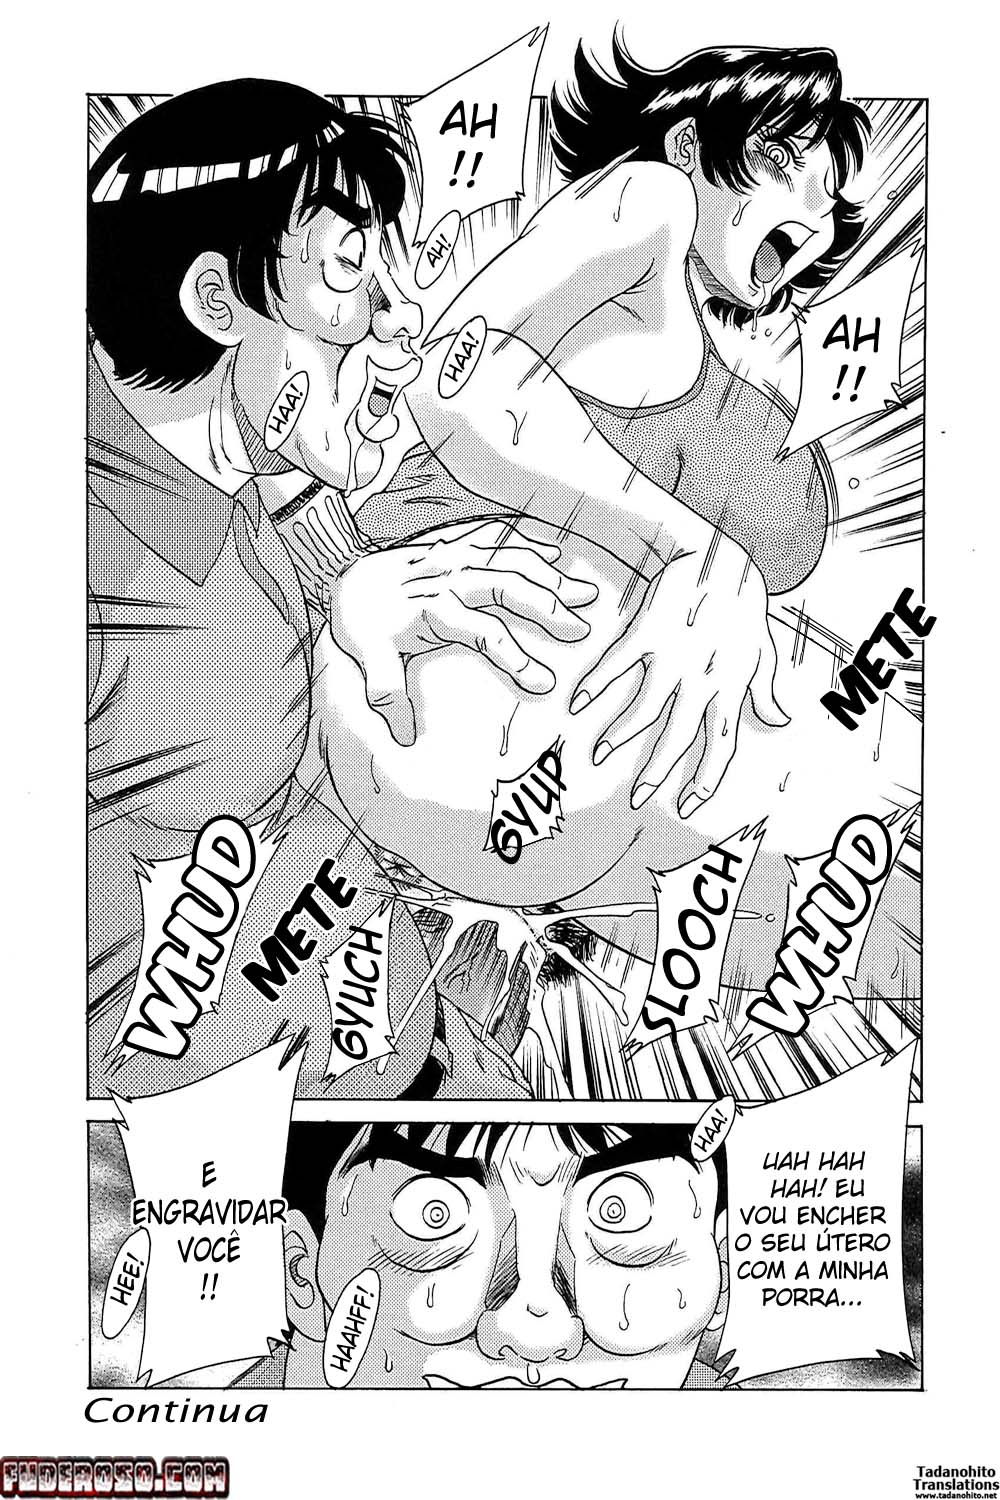 AH
!!
AH!
HAA!
HAA!
AH
!!
METE
GYUP
WHUD
METE
GYUCH
SLOOCH
WHUD
HAA!
UAH HAH
HAH! EU
VOU ENCHER
O SEU ÚTERO
COM A MINHA
PORRA...
E
ENGRAVIDAR
VOCÊ
!!
HEE!
HAAHFF!
Continua
FUDEROSO.COM
Tadanohito
Translations
www.tadanohito.net